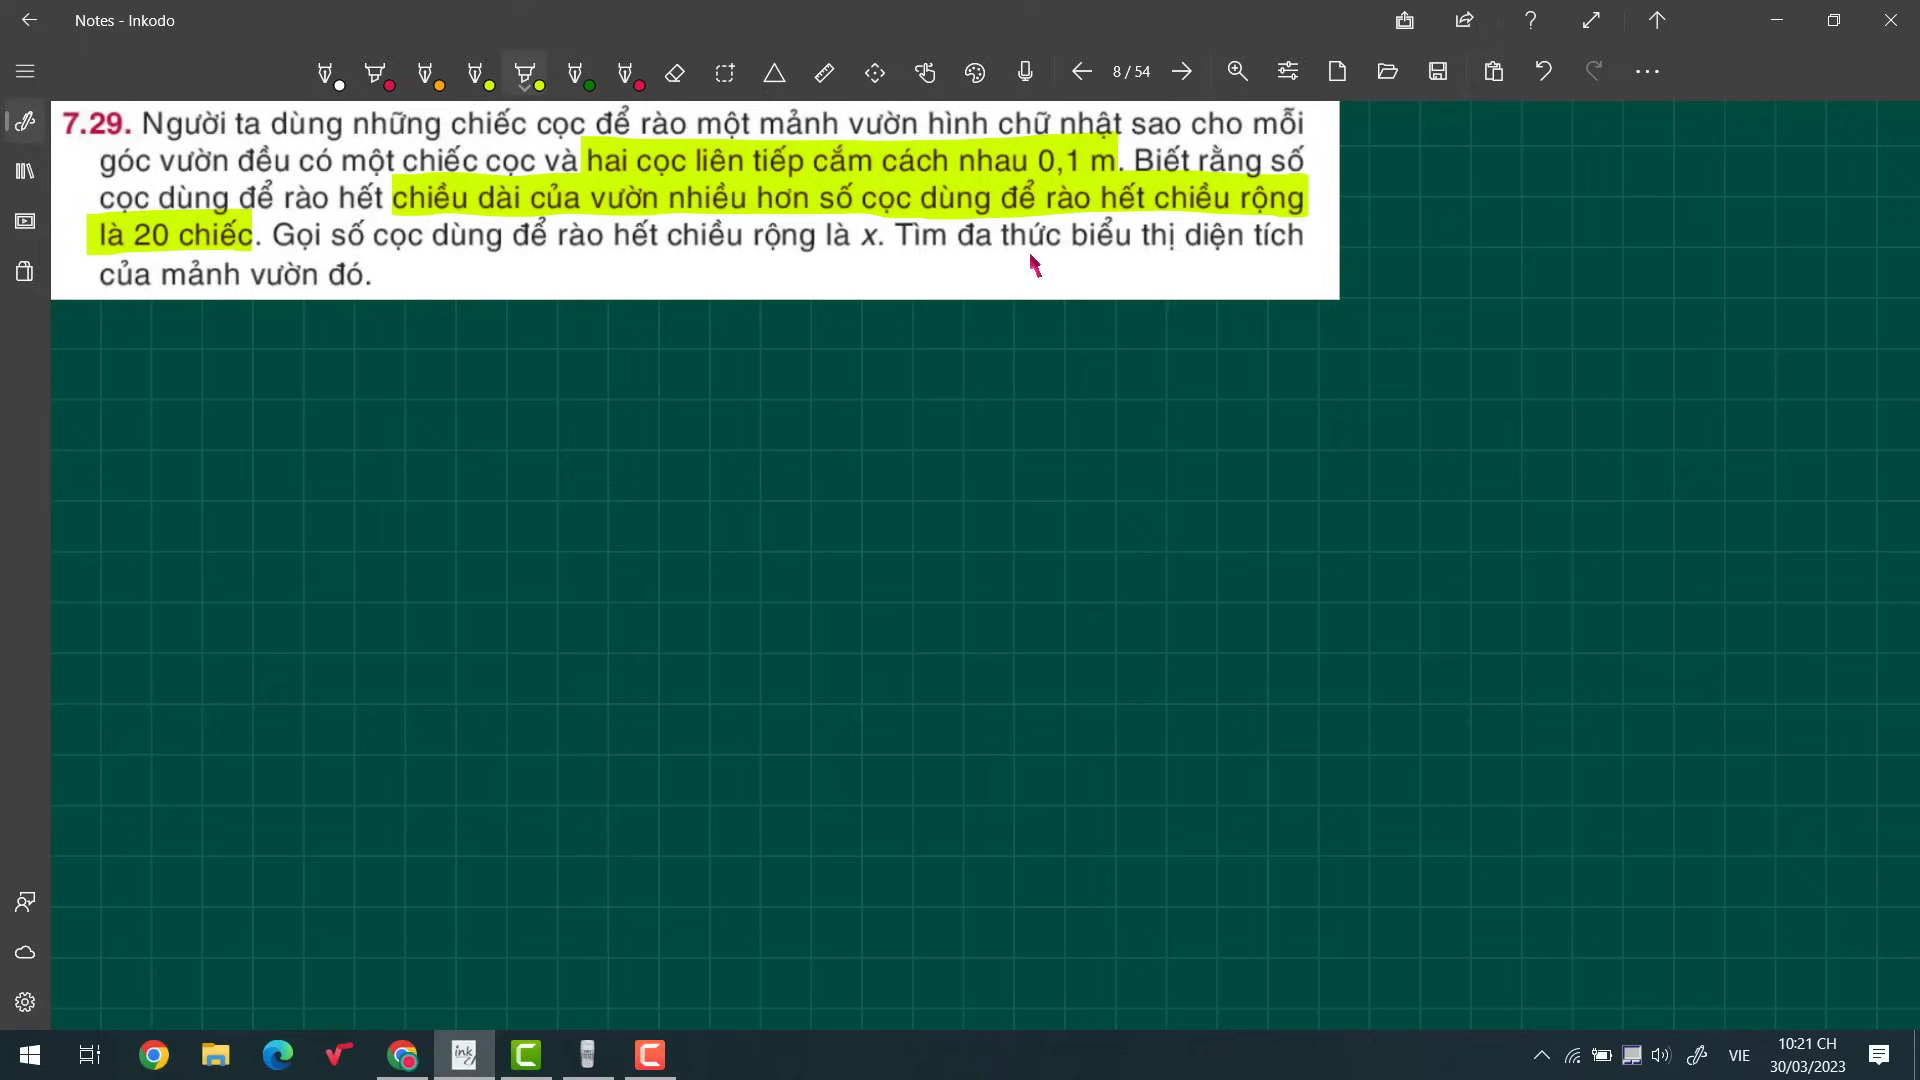 Notes - Inkodo
8 / 54
7.29. Người ta dùng những chiếc cọc để rào một mảnh vườn hình chữ nhật sao cho mỗi
góc vườn đều có một chiếc cọc và hai cọc liên tiếp cắm cách nhau 0,1 m. Biết rằng số
cọc dùng để rào hết chiều dài của vườn nhiều hơn số cọc dùng để rào hết chiều rộng
là 20 chiếc. Gọi số cọc dùng để rào hết chiều rộng là x. Tìm đa thức biểu thị diện tích
của mảnh vườn đó.
ink
VIE
10:21 CH
30/03/2023